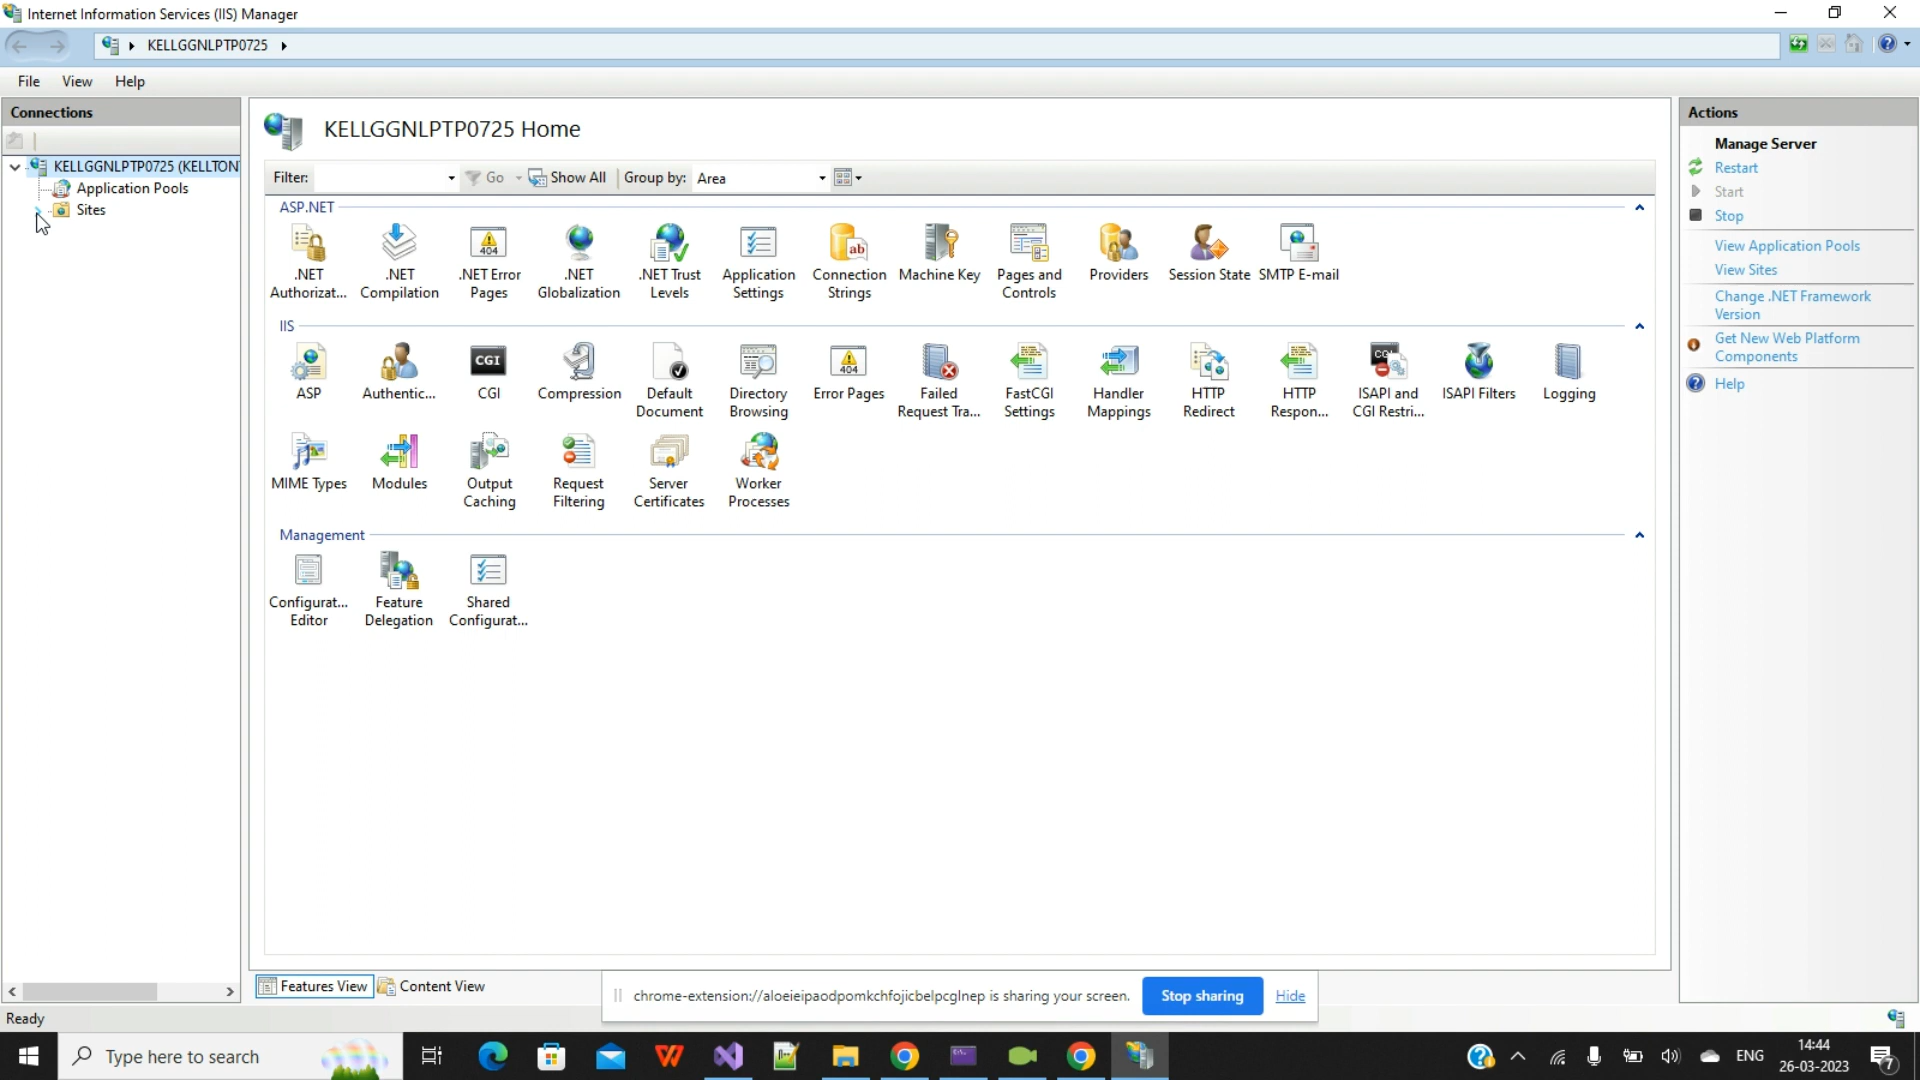 Internet Information Services (IIS) Manager
KELLGGNLPTP0725
File View Help
Connections
KELLGGNLPTP0725 (KELLTON
Application Pools
Sites
KELLGGNLPTP0725 Home
Filter: Go Show All Group by: Area
ASP.NET
.NET Authorizat...
.NET Compilation
.NET Error Pages
.NET Globalization
.NET Trust Levels
Application Settings
Connection Strings
Machine Key
Pages and Controls
Providers
Session State
SMTP E-mail
IIS
ASP
Authentic...
CGI
Compression
Default Document
Directory Browsing
Error Pages
Failed Request Tra...
FastCGI Settings
Handler Mappings
HTTP Redirect
HTTP Respon...
ISAPI and CGI Restri...
ISAPI Filters
Logging
MIME Types
Modules
Output Caching
Request Filtering
Server Certificates
Worker Processes
Management
Configurat... Editor
Feature Delegation
Shared Configurat...
Features View Content View
Actions
Manage Server
Restart
Start
Stop
View Application Pools
View Sites
Change .NET Framework
Version
Get New Web Platform
Components
Help
chrome-extension://aloeieipaodpomkchfojicbelpcglnep is sharing your screen. Stop sharing Hide
Ready
Type here to search
ENG
14:44
26-03-2023
7